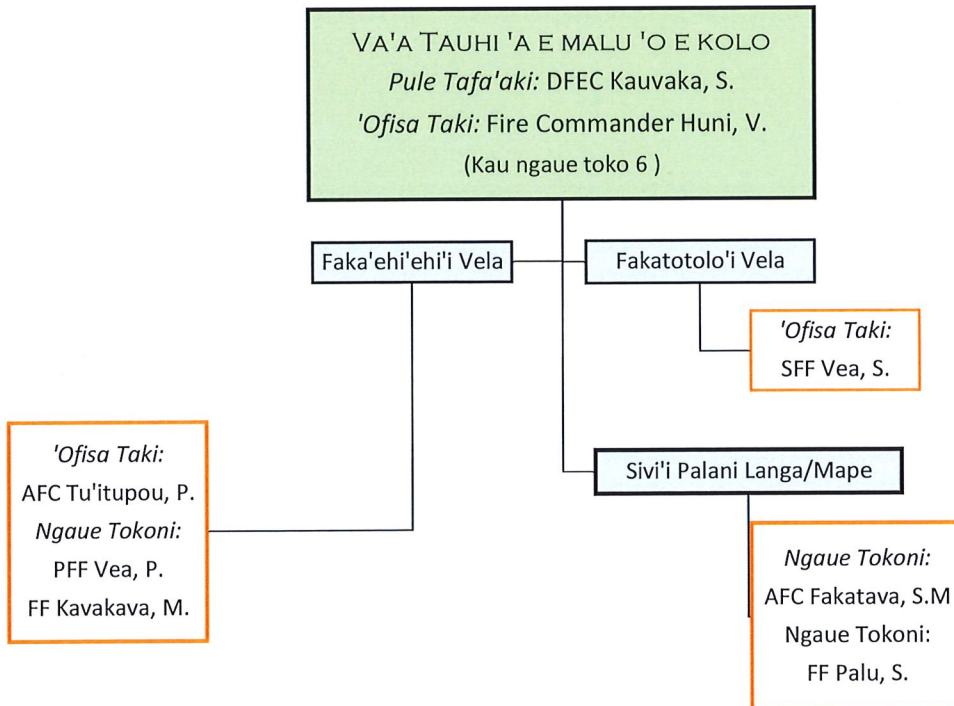 VA'A TAUHI 'A E MALU 'O E KOLO
Pule Tafa'aki: DFEC Kauvaka, S.
'Ofisa Taki: Fire Commander Huni, V.
(Kau ngaue toko 6 )
Faka'ehi'ehi'i Vela
Fakatotolo'i Vela
'Ofisa Taki:
SFF Vea, S.
'Ofisa Taki:
AFC Tu'itupou, P.
Ngaue Tokoni:
PFF Vea, P.
FF Kavakava, M.
Sivi'i Palani Langa/Mape
Ngaue Tokoni:
AFC Fakatava, S.M
Ngaue Tokoni:
FF Palu, S.